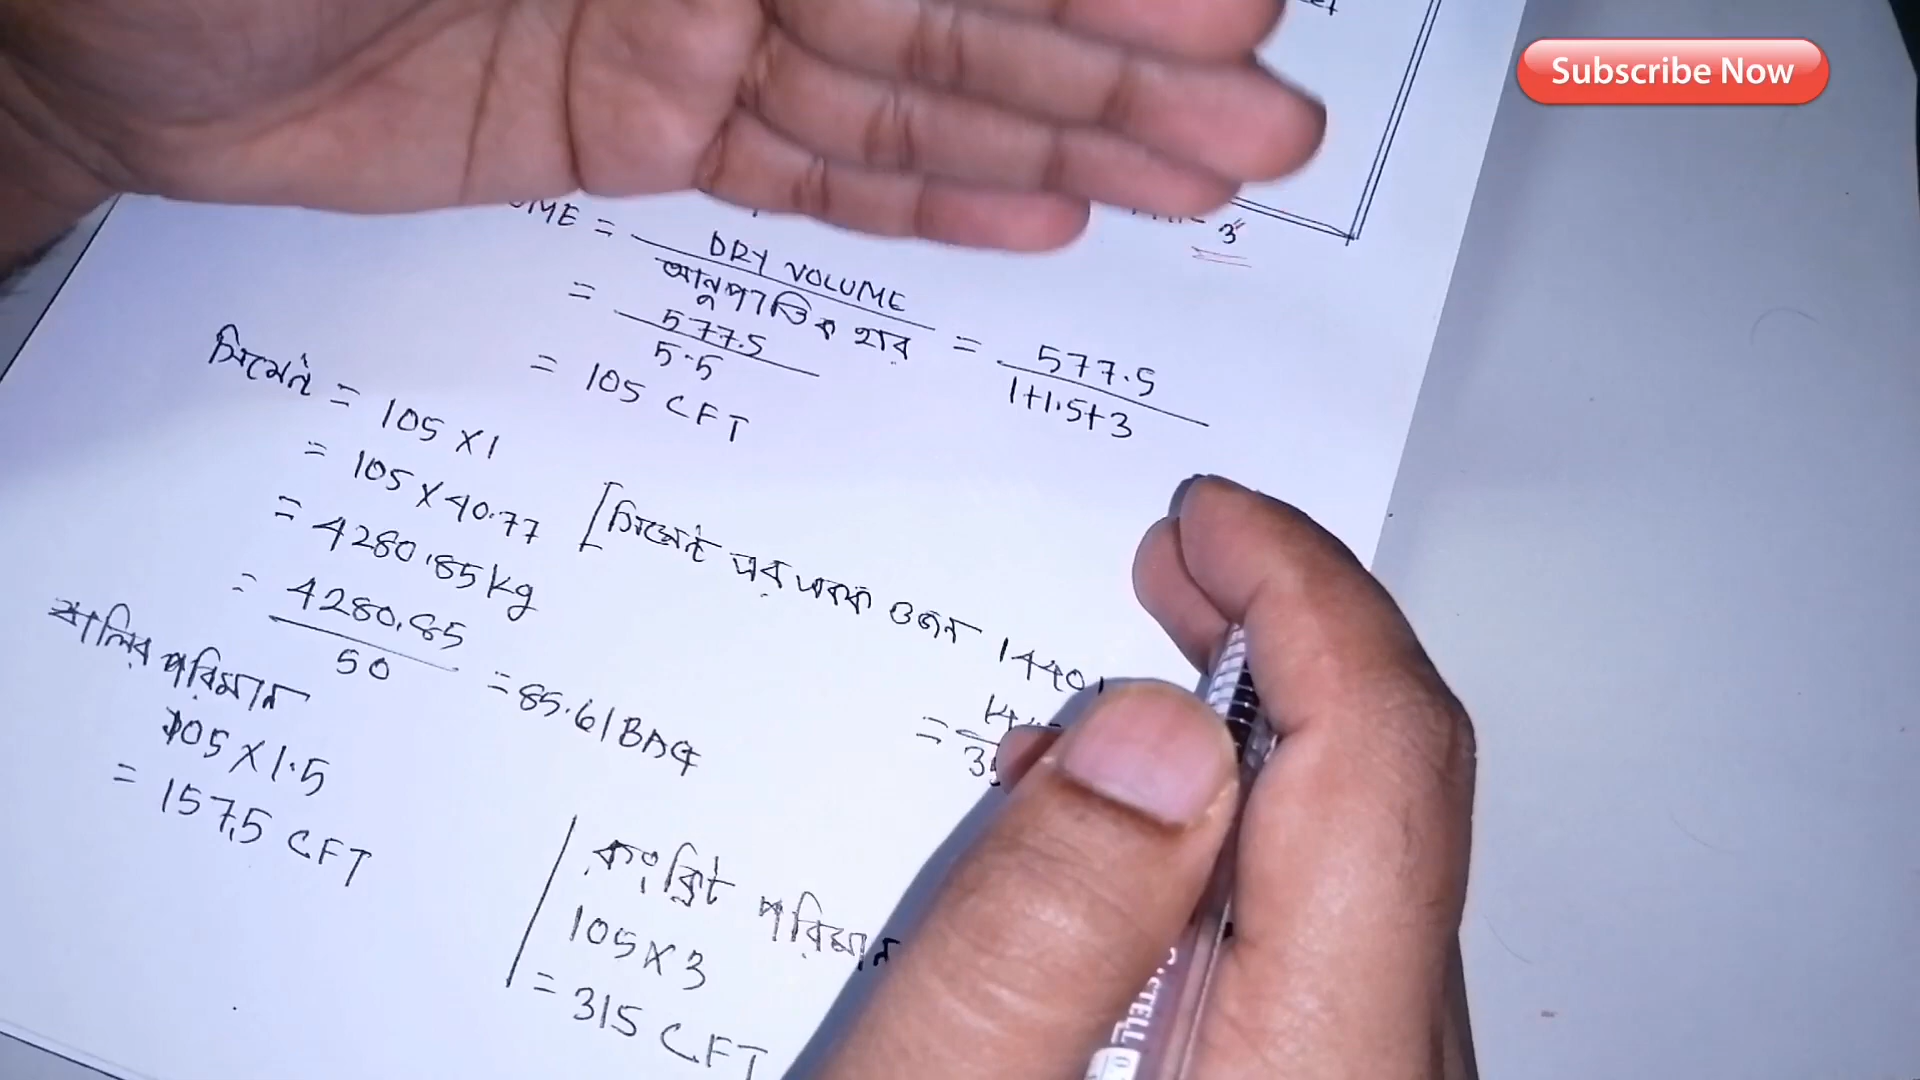 Subscribe Now
3"
UME = DRY VOLUME
আনুপাতিক হার
= 577.5
1+1.5+3
= 577.5
5.5
= 105 CFT
সিমেন্ট = 105 X 1
= 105 X 40.77 [সিমেন্ট এর একক ওজন 1440
= 4280.85 kg
= 4280.85
50
= 85.61 BAG
=
বালির পরিমান
105 X 1.5
= 157.5 CFT
কংক্রিট পরিমান
105 X 3
= 315 CFT